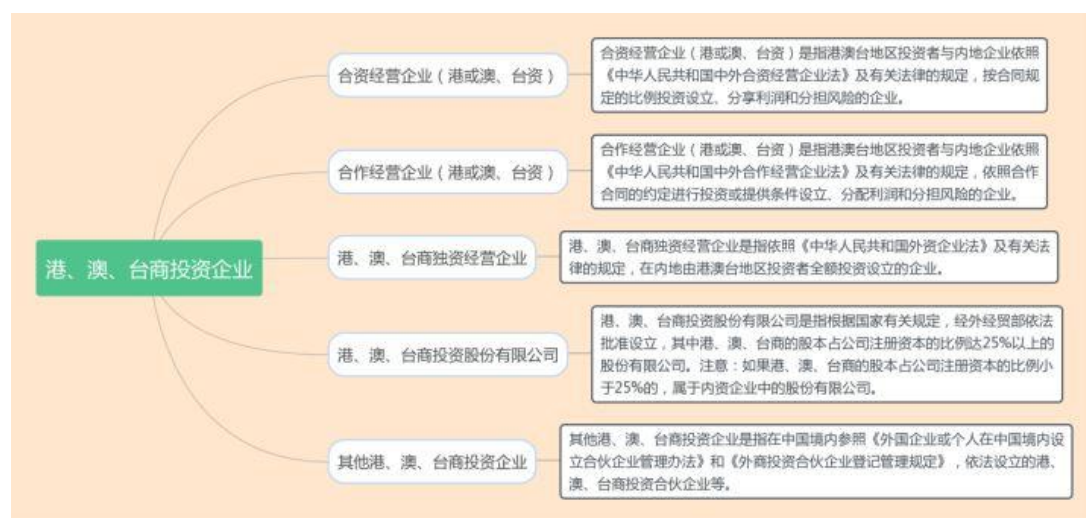 港、澳、台商投资企业
合资经营企业（港或澳、台资）
合资经营企业（港或澳、台资）是指港澳台地区投资者与内地企业依照
《中华人民共和国中外合资经营企业法》及有关法律的规定，按合同规
定的比例投资设立、分享利润和分担风险的企业。
合作经营企业（港或澳、台资）
合作经营企业（港或澳、台资）是指港澳台地区投资者与内地企业依照
《中华人民共和国中外合作经营企业法》及有关法律的规定，依照合作
合同的约定进行投资或提供条件设立、分配利润和分担风险的企业。
港、澳、台商独资经营企业
港、澳、台商独资经营企业是指依照《中华人民共和国外资企业法》及有关法
律的规定，在内地由港澳台地区投资者全额投资设立的企业。
港、澳、台商投资股份有限公司
港、澳、台商投资股份有限公司是指根据国家有关规定，经外经贸部依法
批准设立，其中港、澳、台商的股本占公司注册资本的比例达25%以上的
股份有限公司。注意：如果港、澳、台商的股本占公司注册资本的比例小
于25%的，属于内资企业中的股份有限公司。
其他港、澳、台商投资企业
其他港、澳、台商投资企业是指在中国境内参照《外国企业或个人在中国境内设
立合伙企业管理办法》和《外商投资合伙企业登记管理规定》，依法设立的港、
澳、台商投资合伙企业等。